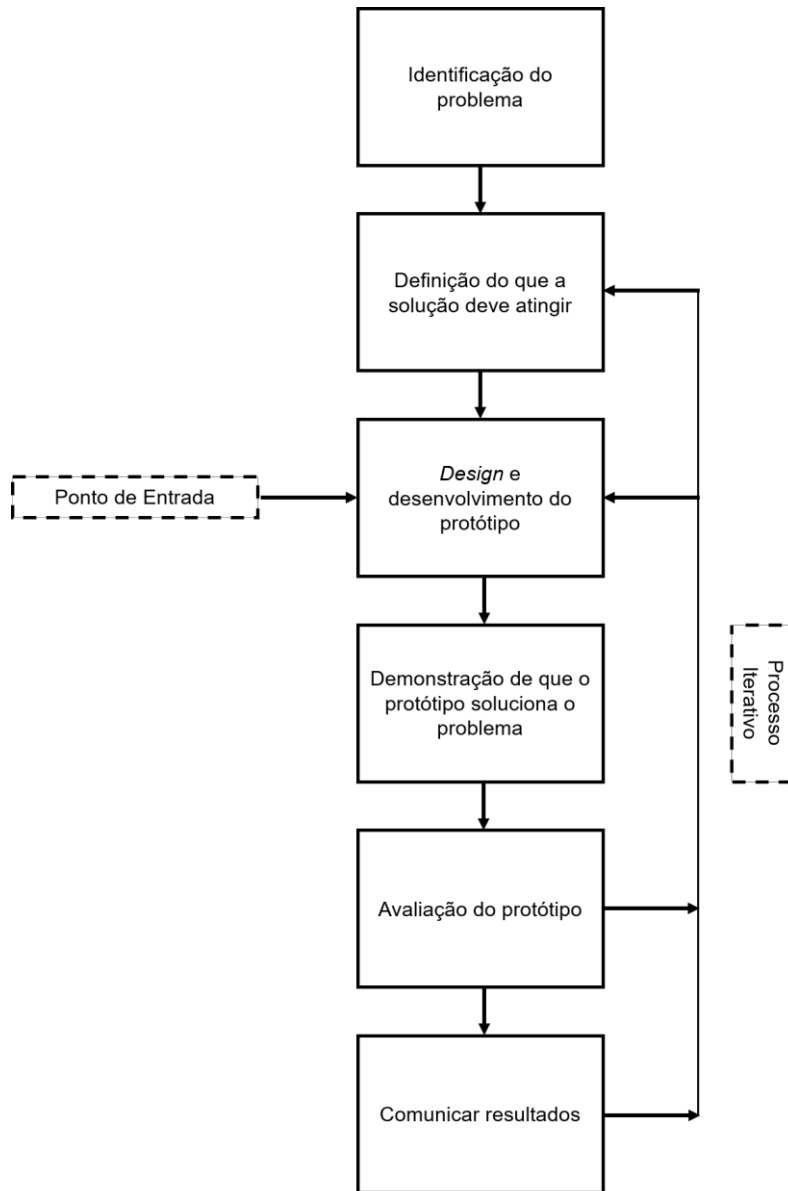 Identificação do
problema
Definição do que a
solução deve atingir
Design e
desenvolvimento do
protótipo
Ponto de Entrada
Demonstração de que o
protótipo soluciona o
problema
Processo
Iterativo
Avaliação do protótipo
Comunicar resultados